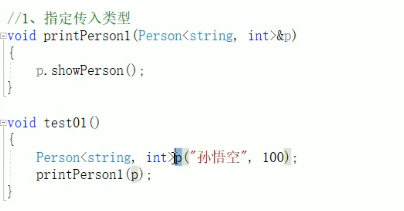 //1、指定传入类型
void printPerson1(Person<string, int>&p)
{
    p.showPerson();
}
void test01()
{
    Person<string, int>p("孙悟空", 100);
    printPerson1(p);
}